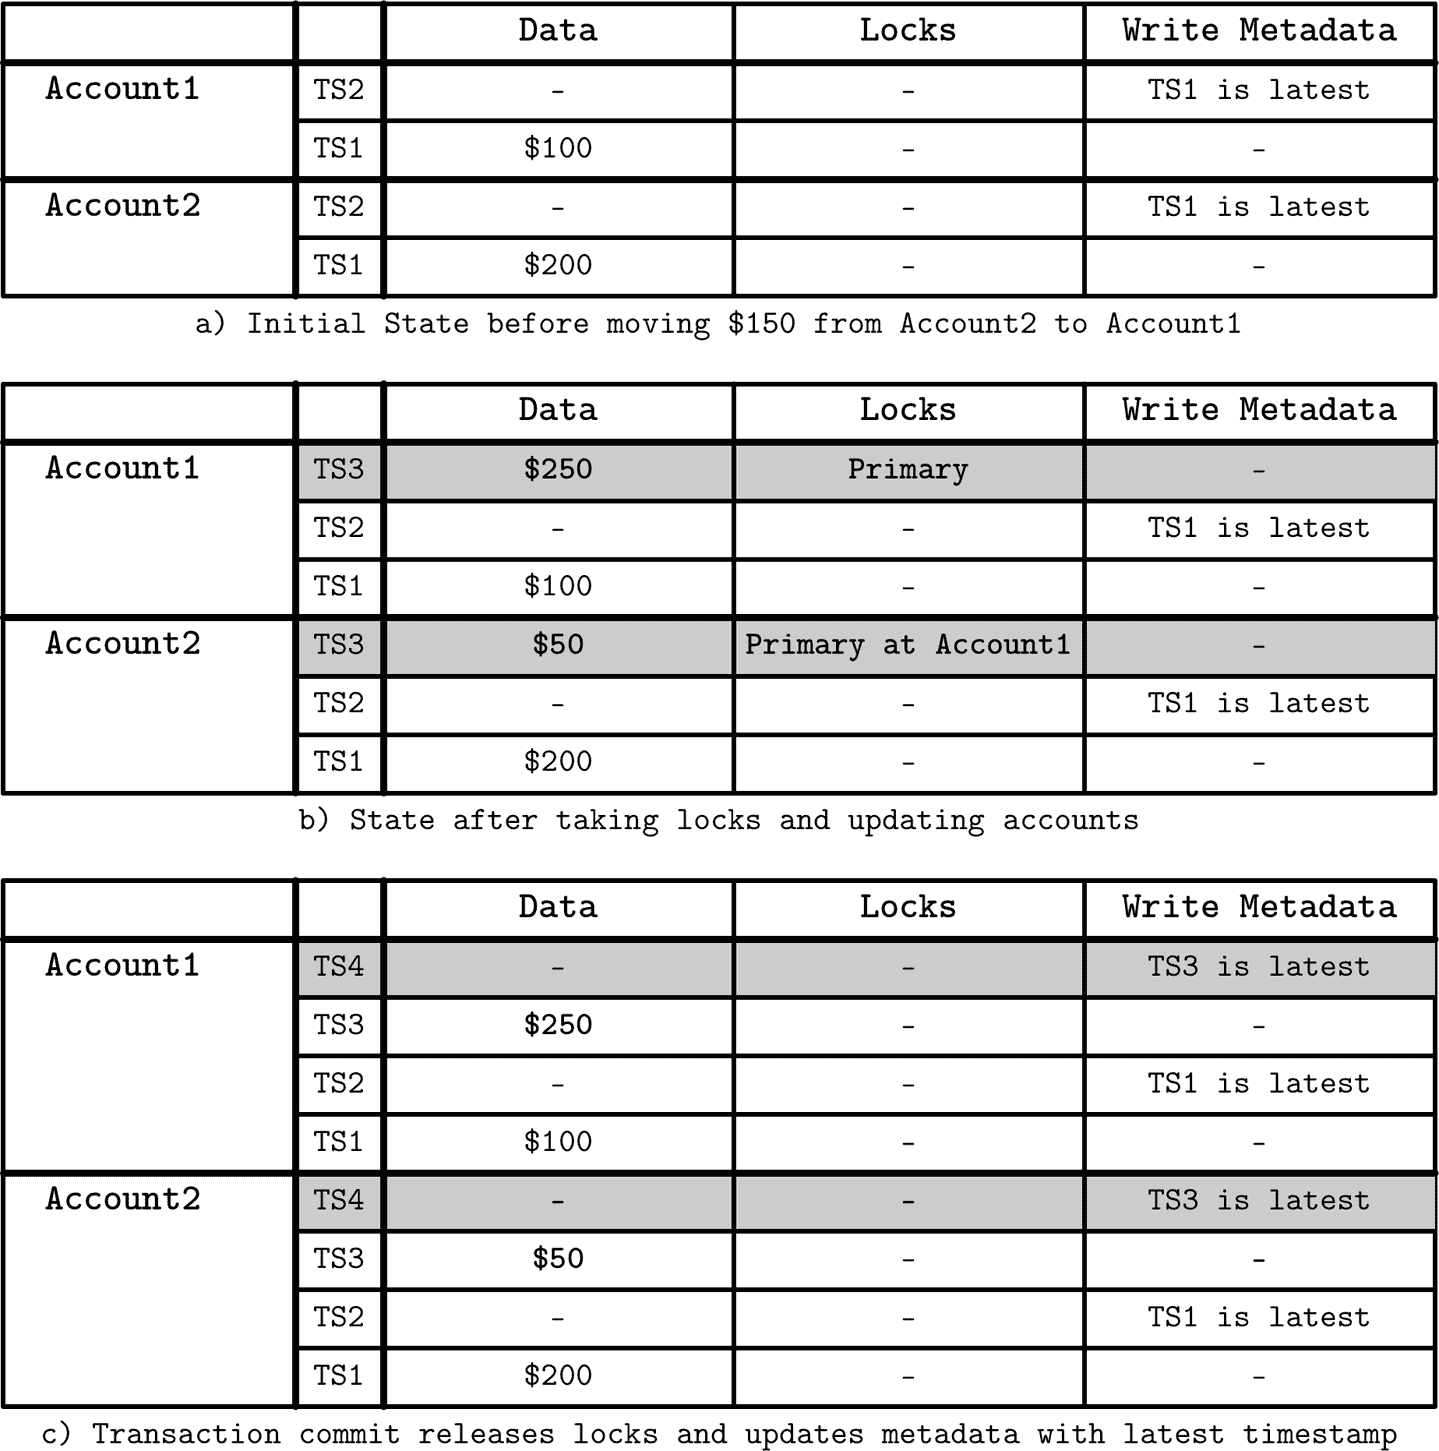 Data Locks Write Metadata
Account1 TS2 - - TS1 is latest
TS1 $100 - -
Account2 TS2 - - TS1 is latest
TS1 $200 - -
a) Initial State before moving $150 from Account2 to Account1
Data Locks Write Metadata
Account1 TS3 $250 Primary -
TS2 - - TS1 is latest
TS1 $100 - -
Account2 TS3 $50 Primary at Account1 -
TS2 - - TS1 is latest
TS1 $200 - -
b) State after taking locks and updating accounts
Data Locks Write Metadata
Account1 TS4 - - TS3 is latest
TS3 $250 - -
TS2 - - TS1 is latest
TS1 $100 - -
Account2 TS4 - - TS3 is latest
TS3 $50 - -
TS2 - - TS1 is latest
TS1 $200 - -
c) Transaction commit releases locks and updates metadata with latest timestamp